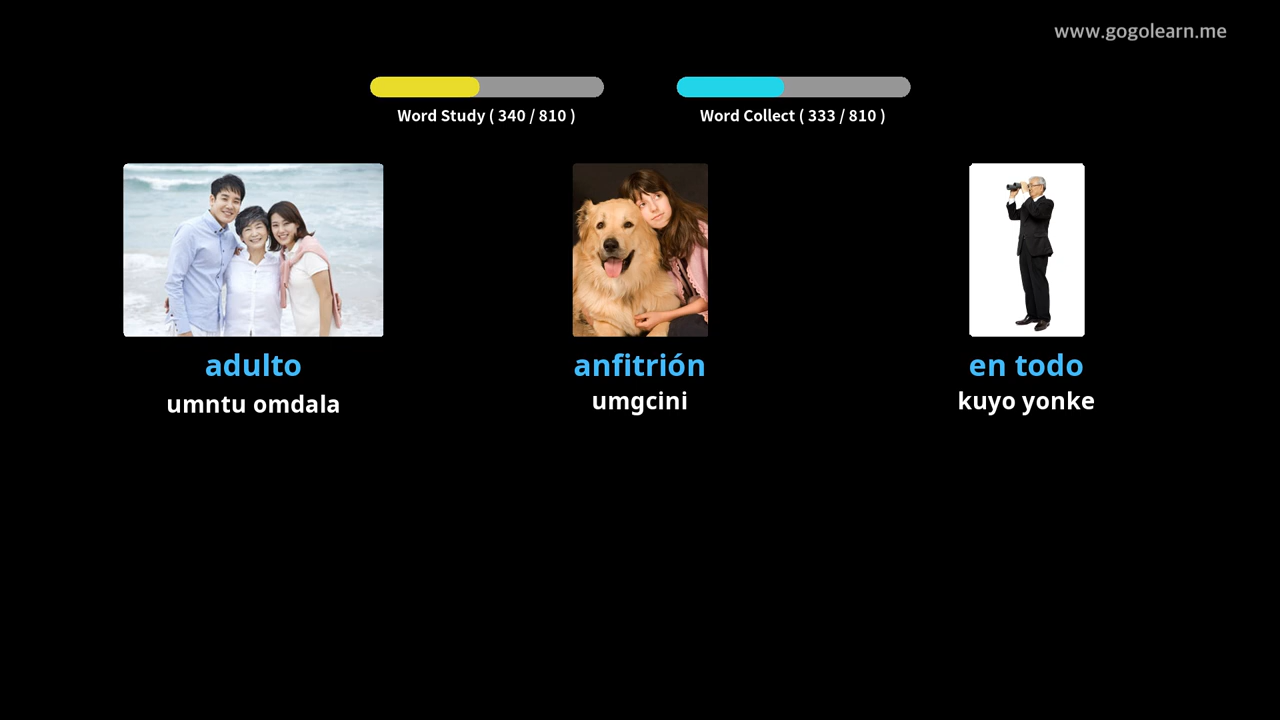 www.gogolearn.me
Word Study ( 340 / 810 )
Word Collect ( 333 / 810 )
adulto
umntu omdala
anfitrión
umgcini
en todo
kuyo yonke